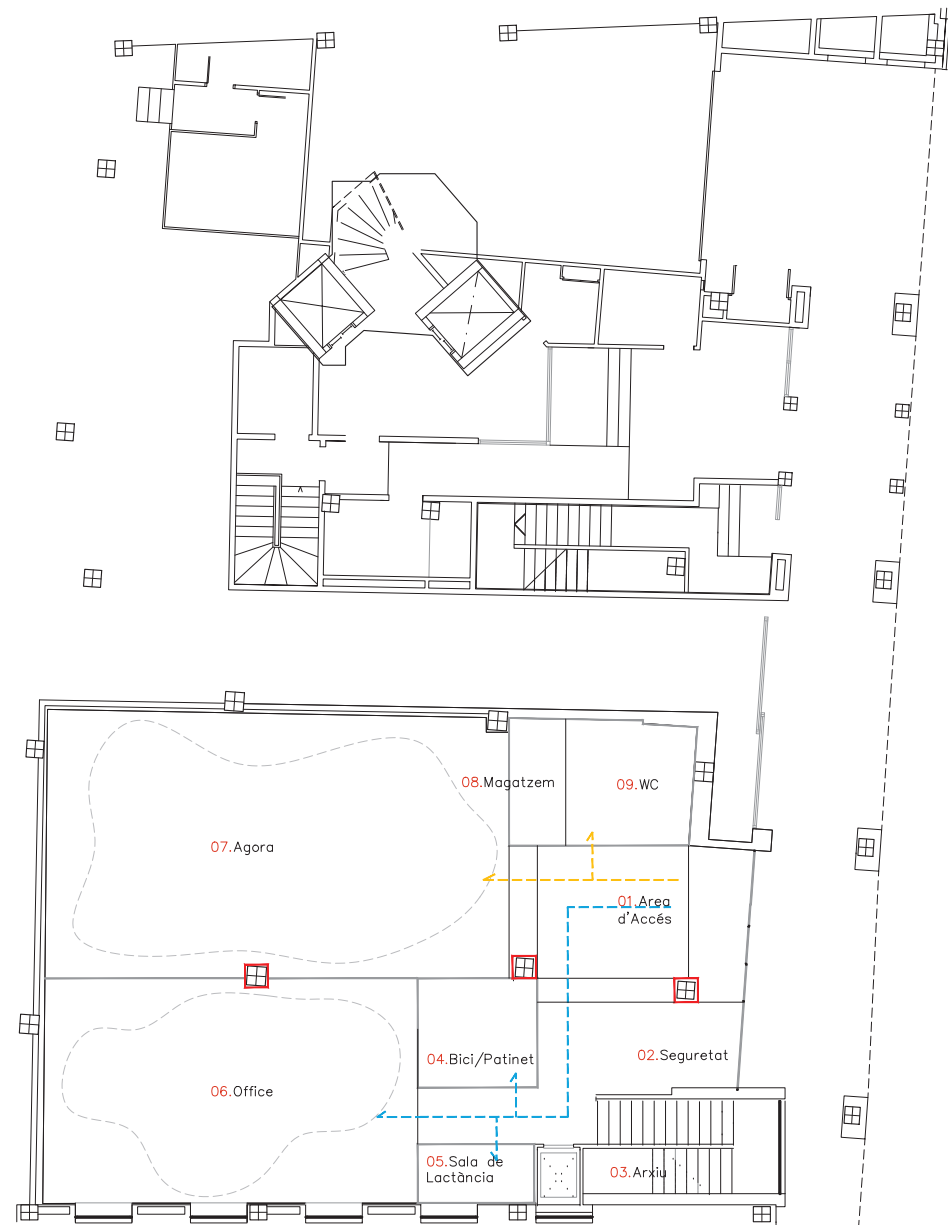 08.Magatzem
09.WC
07.Agora
01.Area
d'Accés
04.Bici/Patinet
02.Seguretat
06.Office
05.Sala de
Lactància
03.Arxiu